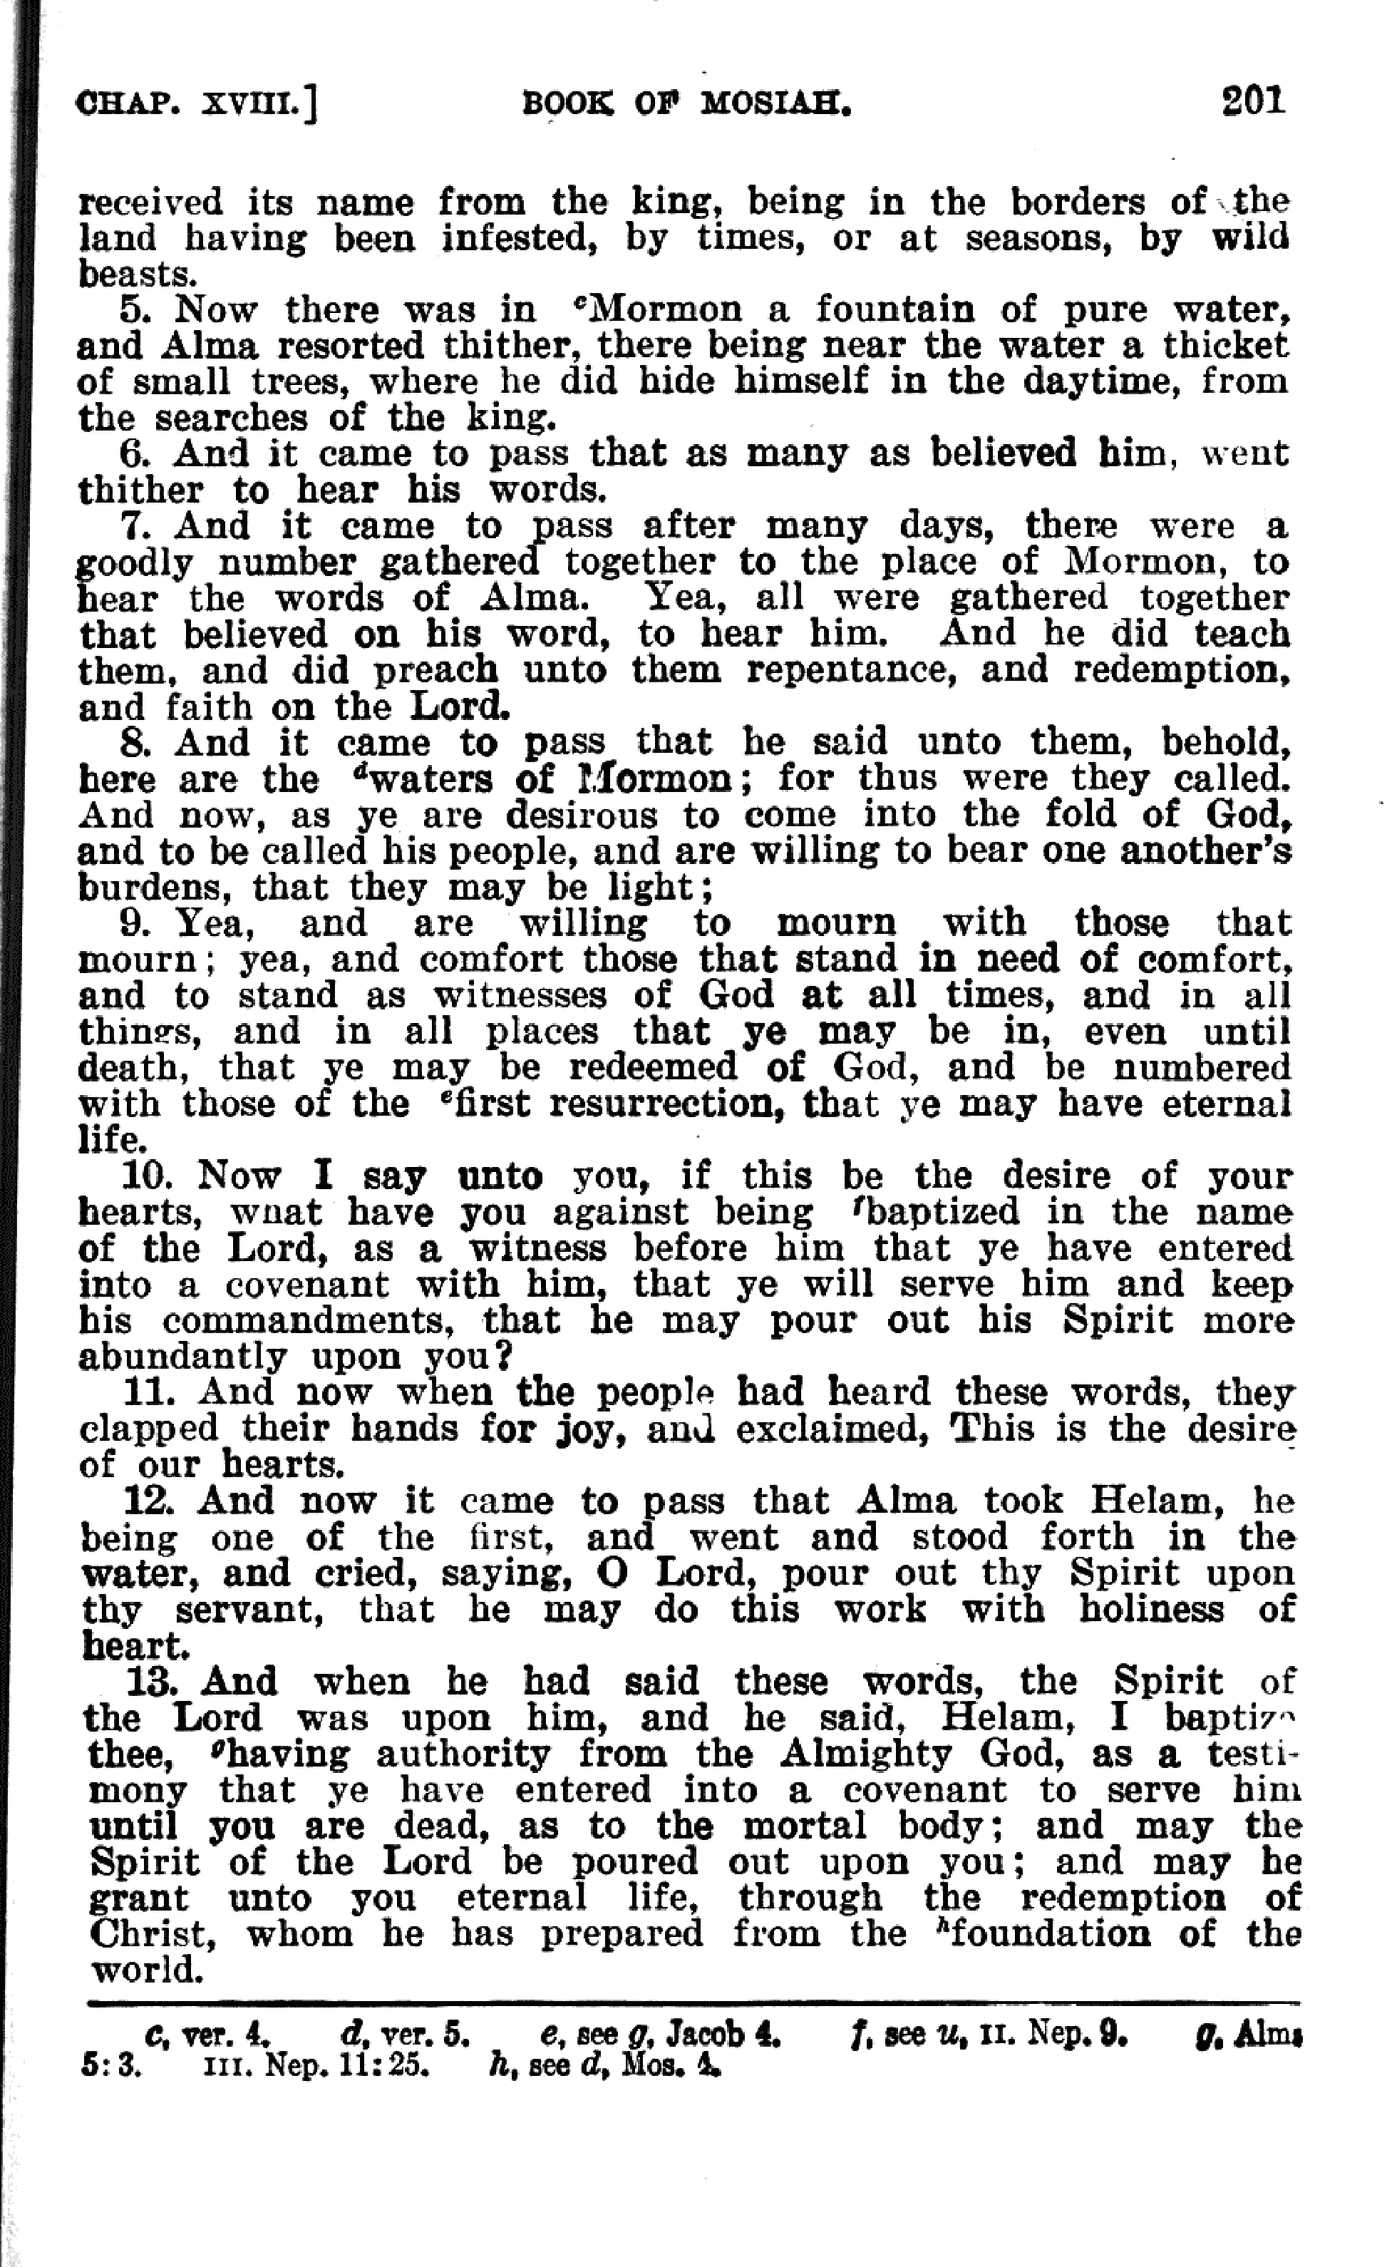 CHAP. XVIII.] BOOK OF MOSIAH. 201
received its name from the king, being in the borders of the
land having been infested, by times, or at seasons, by wild
beasts.
5. Now there was in cMormon a fountain of pure water,
and Alma resorted thither, there being near the water a thicket
of small trees, where he did hide himself in the daytime, from
the searches of the king.
6. And it came to pass that as many as believed him, went
thither to hear his words.
7. And it came to pass after many days, there were a
goodly number gathered together to the place of Mormon, to
hear the words of Alma. Yea, all were gathered together
that believed on his word, to hear him. And he did teach
them, and did preach unto them repentance, and redemption,
and faith on the Lord.
8. And it came to pass that he said unto them, behold,
here are the dwaters of Mormon; for thus were they called.
And now, as ye are desirous to come into the fold of God,
and to be called his people, and are willing to bear one another's
burdens, that they may be light;
9. Yea, and are willing to mourn with those that
mourn; yea, and comfort those that stand in need of comfort,
and to stand as witnesses of God at all times, and in all
things, and in all places that ye may be in, even until
death, that ye may be redeemed of God, and be numbered
with those of the efirst resurrection, that ye may have eternal
life.
10. Now I say unto you, if this be the desire of your
hearts, what have you against being fbaptized in the name
of the Lord, as a witness before him that ye have entered
into a covenant with him, that ye will serve him and keep
his commandments, that he may pour out his Spirit more
abundantly upon you?
11. And now when the people had heard these words, they
clapped their hands for joy, and exclaimed, This is the desire
of our hearts.
12. And now it came to pass that Alma took Helam, he
being one of the first, and went and stood forth in the
water, and cried, saying, O Lord, pour out thy Spirit upon
thy servant, that he may do this work with holiness of
heart.
13. And when he had said these words, the Spirit of
the Lord was upon him, and he said, Helam, I baptize
thee, ghaving authority from the Almighty God, as a testi-
mony that ye have entered into a covenant to serve him
until you are dead, as to the mortal body; and may the
Spirit of the Lord be poured out upon you; and may he
grant unto you eternal life, through the redemption of
Christ, whom he has prepared from the hfoundation of the
world.
c, ver. 4. d, ver. 5. e, see g, Jacob 4. f, see u, II. Nep. 9. g, Alma
5: 3. III. Nep. 11: 25. h, see d, Mos. 4.